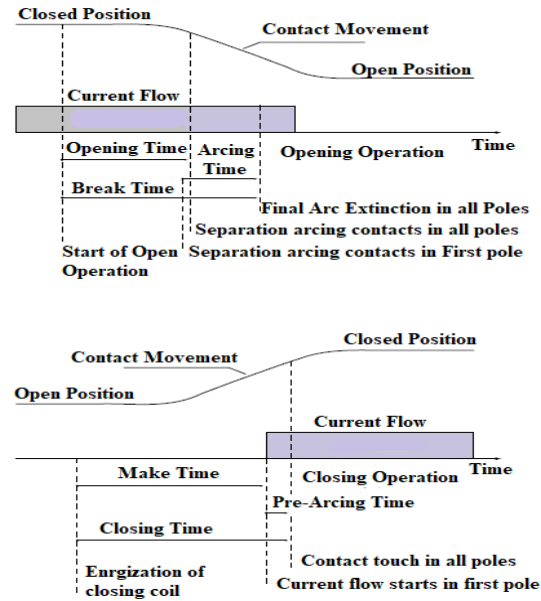 Closed Position
Contact Movement
Open Position
Current Flow
Opening Time
Arcing
Time
Opening Operation
Time
Break Time
Final Arc Extinction in all Poles
Separation arcing contacts in all poles
Start of Open
Operation
Separation arcing contacts in First pole
Closed Position
Contact Movement
Open Position
Current Flow
Make Time
Closing Operation
Time
Pre-Arcing Time
Closing Time
Contact touch in all poles
Enrgization of
closing coil
Current flow starts in first pole